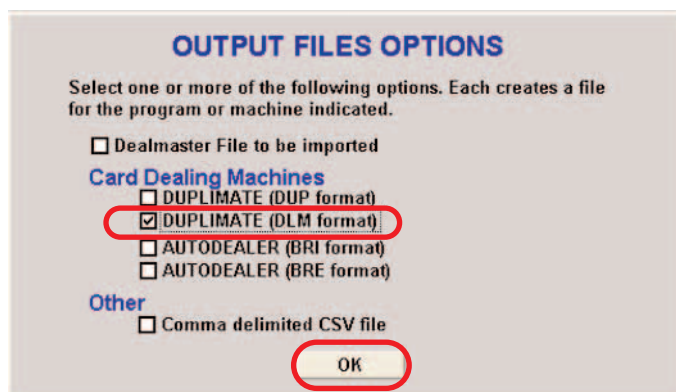 OUTPUT FILES OPTIONS
Select one or more of the following options. Each creates a file
for the program or machine indicated.
Dealmaster File to be imported
Card Dealing Machines
DUPLIMATE (DUP format)
DUPLIMATE (DLM format)
AUTODEALER (BRI format)
AUTODEALER (BRE format)
Other
Comma delimited CSV file
OK